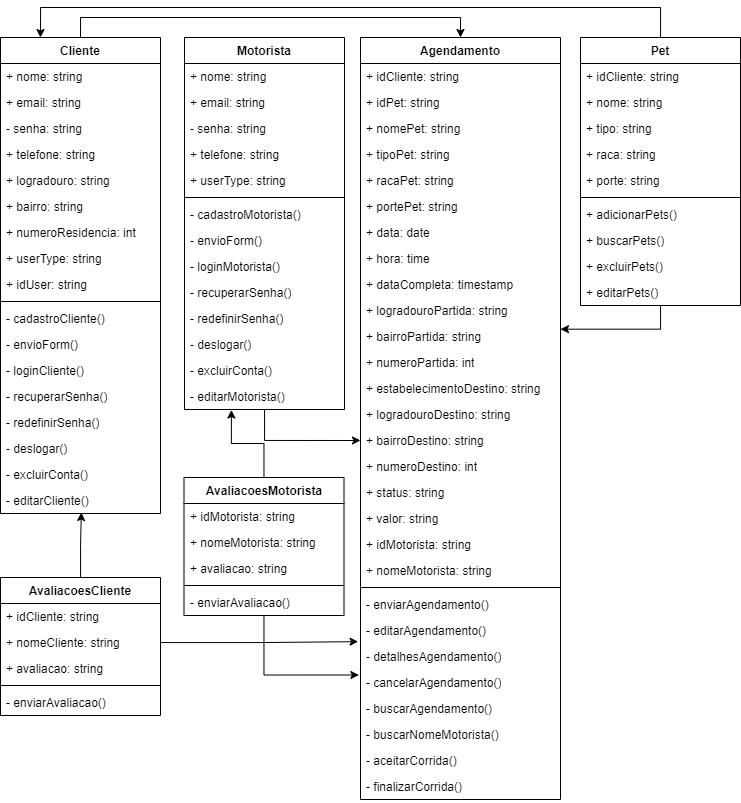 Cliente
+ nome: string
+ email: string
- senha: string
+ telefone: string
+ logradouro: string
+ bairro: string
+ numeroResidencia: int
+ userType: string
+ idUser: string
- cadastroCliente()
- envioForm()
- loginCliente()
- recuperarSenha()
- redefinirSenha()
- deslogar()
- excluirConta()
- editarCliente()
Motorista
+ nome: string
+ email: string
- senha: string
+ telefone: string
+ userType: string
- cadastroMotorista()
- envioForm()
- loginMotorista()
- recuperarSenha()
- redefinirSenha()
- deslogar()
- excluirConta()
- editarMotorista()
Agendamento
+ idCliente: string
+ idPet: string
+ nomePet: string
+ tipoPet: string
+ racaPet: string
+ portePet: string
+ data: date
+ hora: time
+ dataCompleta: timestamp
+ logradouroPartida: string
+ bairroPartida: string
+ numeroPartida: int
+ estabelecimentoDestino: string
+ logradouroDestino: string
+ bairroDestino: string
+ numeroDestino: int
+ status: string
+ valor: string
+ idMotorista: string
+ nomeMotorista: string
- enviarAgendamento()
- editarAgendamento()
- detalhesAgendamento()
- cancelarAgendamento()
- buscarAgendamento()
- buscarNomeMotorista()
- aceitarCorrida()
- finalizarCorrida()
Pet
+ idCliente: string
+ nome: string
+ tipo: string
+ raca: string
+ porte: string
+ adicionarPets()
+ buscarPets()
+ excluirPets()
+ editarPets()
AvaliacoesMotorista
+ idMotorista: string
+ nomeMotorista: string
+ avaliacao: string
- enviarAvaliacao()
AvaliacoesCliente
+ idCliente: string
+ nomeCliente: string
+ avaliacao: string
- enviarAvaliacao()